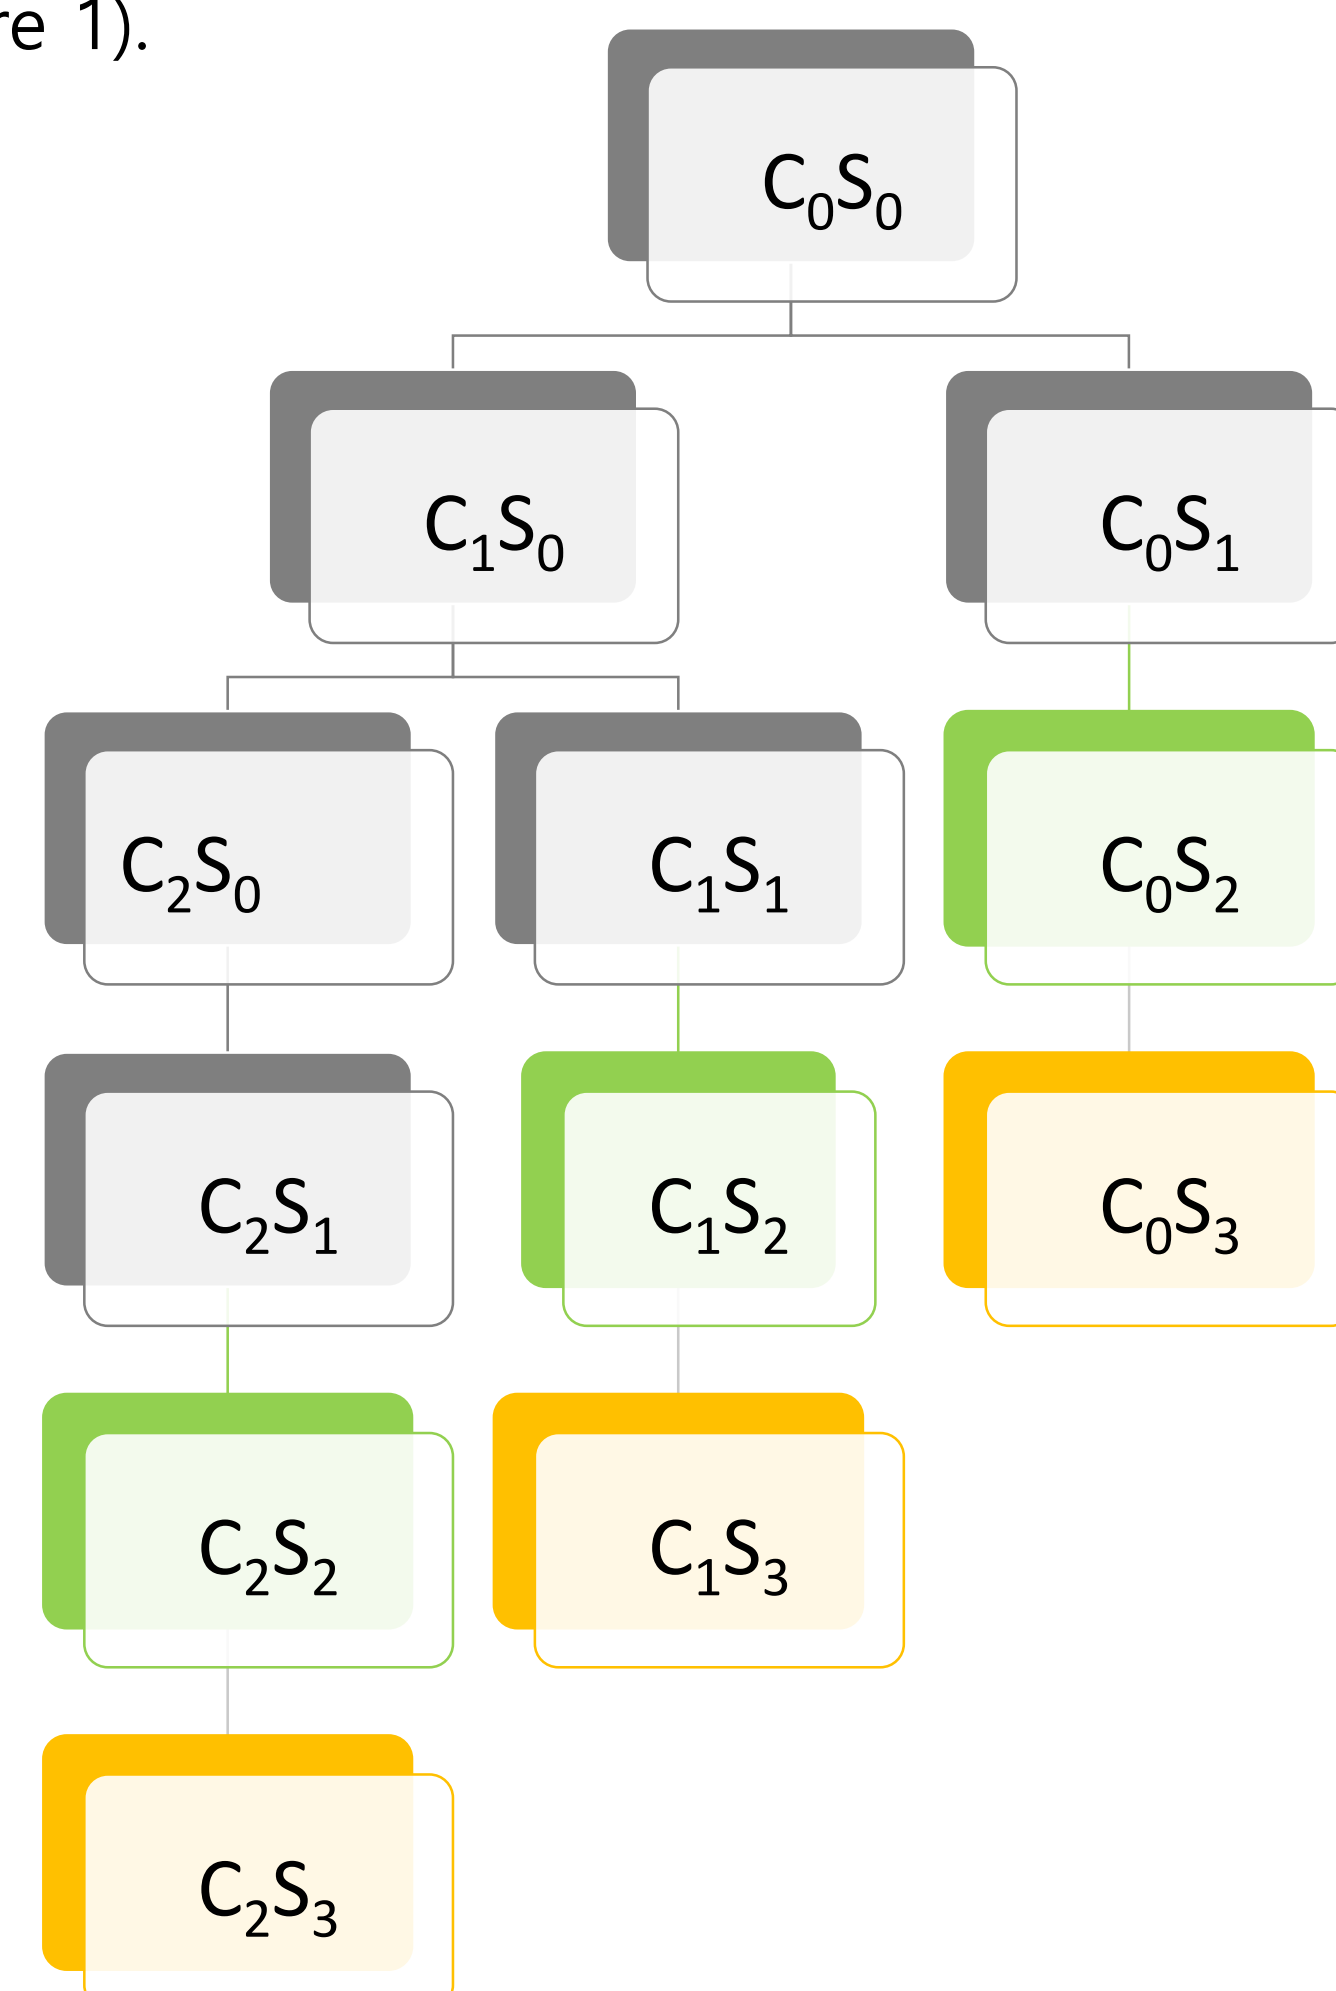 re 1).
C₀S₀
C₁S₀ C₀S₁
C₂S₀ C₁S₁ C₀S₂
C₂S₁ C₁S₂ C₀S₃
C₂S₂ C₁S₃
C₂S₃